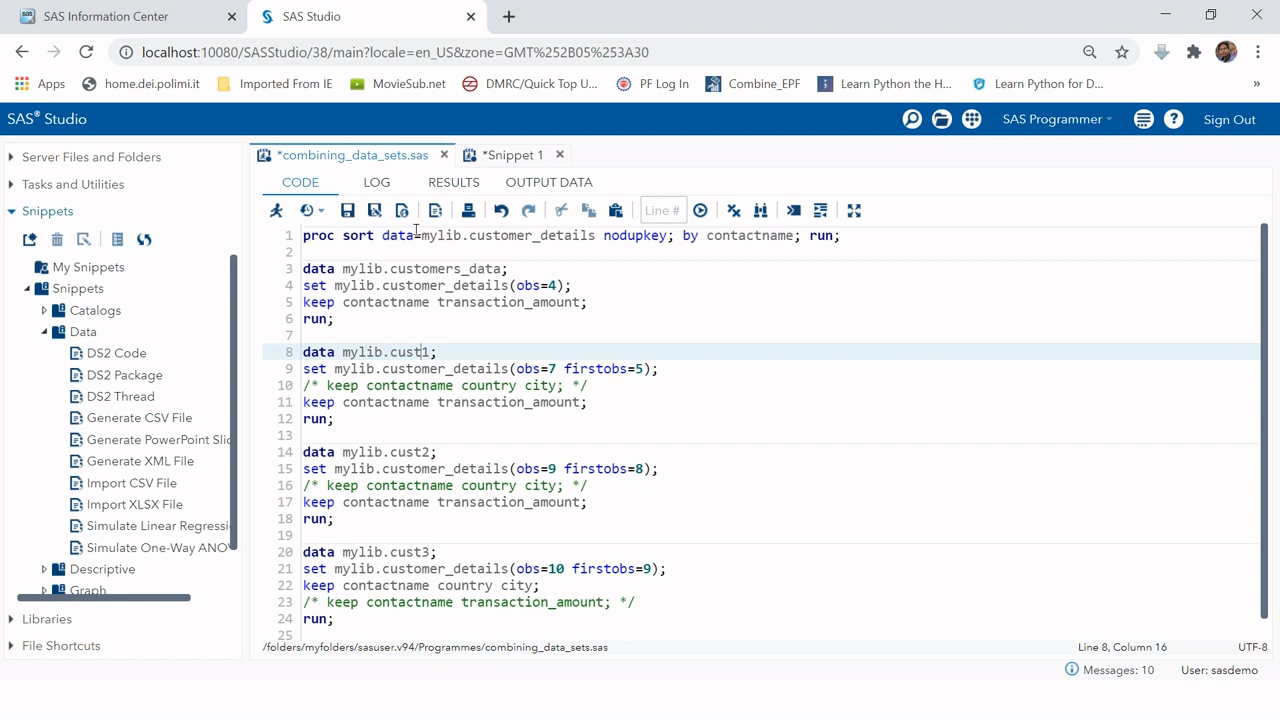 SAS Information Center
SAS Studio
localhost:10080/SASStudio/38/main?locale=en_US&zone=GMT%252B05%253A30
Apps home.dei.polimi.it Imported From IE MovieSub.net DMRC/Quick Top U... PF Log In Combine_EPF Learn Python the H... Learn Python for D... »
SAS® Studio
SAS Programmer
Sign Out
Server Files and Folders
Tasks and Utilities
Snippets
My Snippets
Snippets
Catalogs
Data
DS2 Code
DS2 Package
DS2 Thread
Generate CSV File
Generate PowerPoint Slid
Generate XML File
Import CSV File
Import XLSX File
Simulate Linear Regressi
Simulate One-Way ANOV
Descriptive
Graph
Libraries
File Shortcuts
*combining_data_sets.sas
*Snippet 1
CODE LOG RESULTS OUTPUT DATA
Line #
1 proc sort data=mylib.customer_details nodupkey; by contactname; run;
2
3 data mylib.customers_data;
4 set mylib.customer_details(obs=4);
5 keep contactname transaction_amount;
6 run;
7
8 data mylib.cust1;
9 set mylib.customer_details(obs=7 firstobs=5);
10 /* keep contactname country city; */
11 keep contactname transaction_amount;
12 run;
13
14 data mylib.cust2;
15 set mylib.customer_details(obs=9 firstobs=8);
16 /* keep contactname country city; */
17 keep contactname transaction_amount;
18 run;
19
20 data mylib.cust3;
21 set mylib.customer_details(obs=10 firstobs=9);
22 keep contactname country city;
23 /* keep contactname transaction_amount; */
24 run;
25
/folders/myfolders/sasuser.v94/Programmes/combining_data_sets.sas
Line 8, Column 16
UTF-8
Messages: 10
User: sasdemo